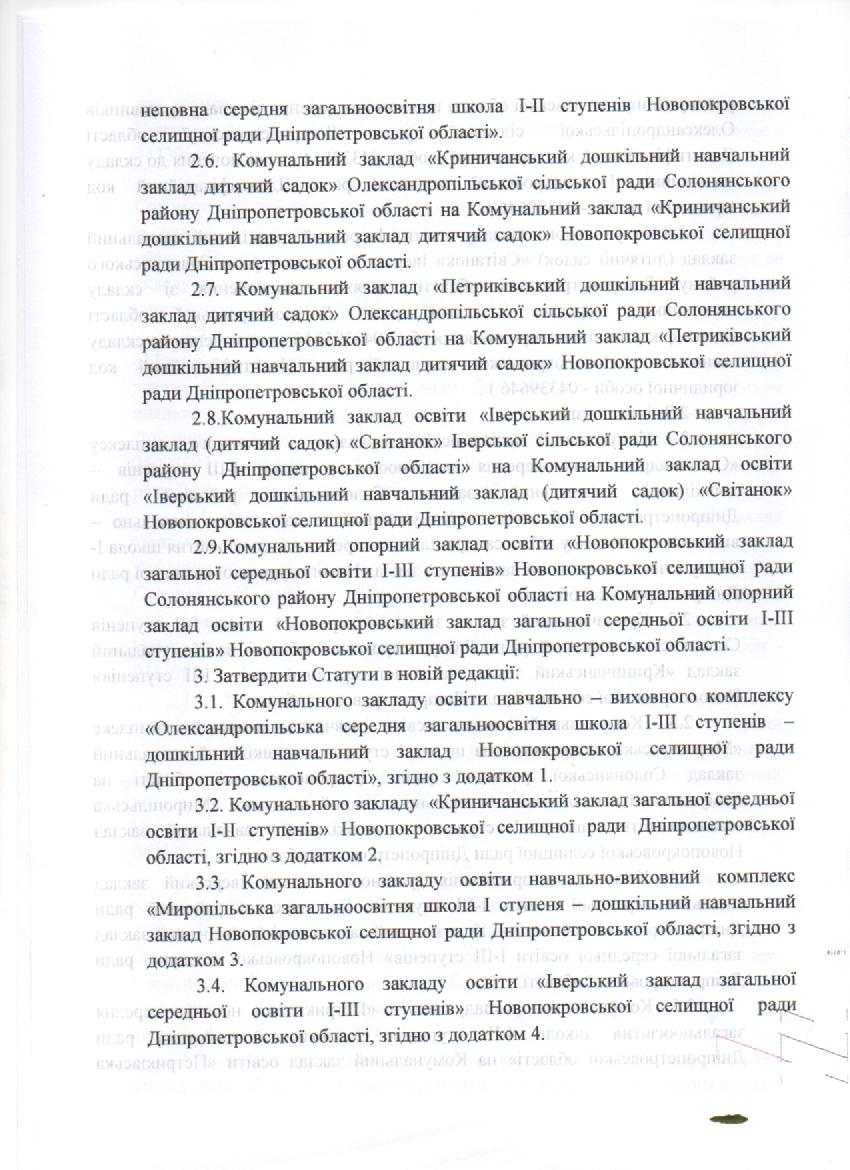 неповна середня загальноосвітня школа І-ІІ ступенів Новопокровської
селищної ради Дніпропетровської області».
2.6. Комунальний заклад «Криничанський дошкільний навчальний
заклад дитячий садок» Олександропільської сільської ради Солонянського
району Дніпропетровської області на Комунальний заклад «Криничанський
дошкільний навчальний заклад дитячий садок» Новопокровської селищної
ради Дніпропетровської області.
2.7. Комунальний заклад «Петриківський дошкільний навчальний
заклад дитячий садок» Олександропільської сільської ради Солонянського
району Дніпропетровської області на Комунальний заклад «Петриківський
дошкільний навчальний заклад дитячий садок» Новопокровської селищної
ради Дніпропетровської області.
2.8.Комунальний заклад освіти «Іверський дошкільний навчальний
заклад (дитячий садок) «Світанок» Іверської сільської ради Солонянського
району Дніпропетровської області» на Комунальний заклад освіти
«Іверський дошкільний навчальний заклад (дитячий садок) «Світанок»
Новопокровської селищної ради Дніпропетровської області.
2.9.Комунальний опорний заклад освіти «Новопокровський заклад
загальної середньої освіти І-ІІІ ступенів» Новопокровської селищної ради
Солонянського району Дніпропетровської області на Комунальний опорний
заклад освіти «Новопокровський заклад загальної середньої освіти І-ІІІ
ступенів» Новопокровської селищної ради Дніпропетровської області.
3. Затвердити Статути в новій редакції:
3.1. Комунального закладу освіти навчально – виховного комплексу
«Олександропільська середня загальноосвітня школа І-ІІІ ступенів –
дошкільний навчальний заклад Новопокровської селищної ради
Дніпропетровської області», згідно з додатком 1.
3.2. Комунального закладу «Криничанський заклад загальної середньої
освіти І-ІІ ступенів» Новопокровської селищної ради Дніпропетровської
області, згідно з додатком 2.
3.3. Комунального закладу освіти навчально-виховний комплекс
«Миропільська загальноосвітня школа І ступеня – дошкільний навчальний
заклад Новопокровської селищної ради Дніпропетровської області, згідно з
додатком 3.
3.4. Комунального закладу освіти «Іверський заклад загальної
середньої освіти І-ІІІ ступенів» Новопокровської селищної ради
Дніпропетровської області, згідно з додатком 4.